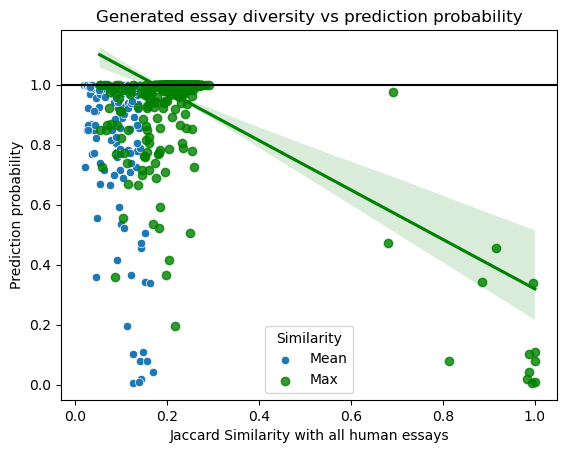 Generated essay diversity vs prediction probability
Prediction probability
1.0
0.8
0.6
0.4
0.2
0.0
Similarity
Mean
Max
0.0 0.2 0.4 0.6 0.8 1.0
Jaccard Similarity with all human essays